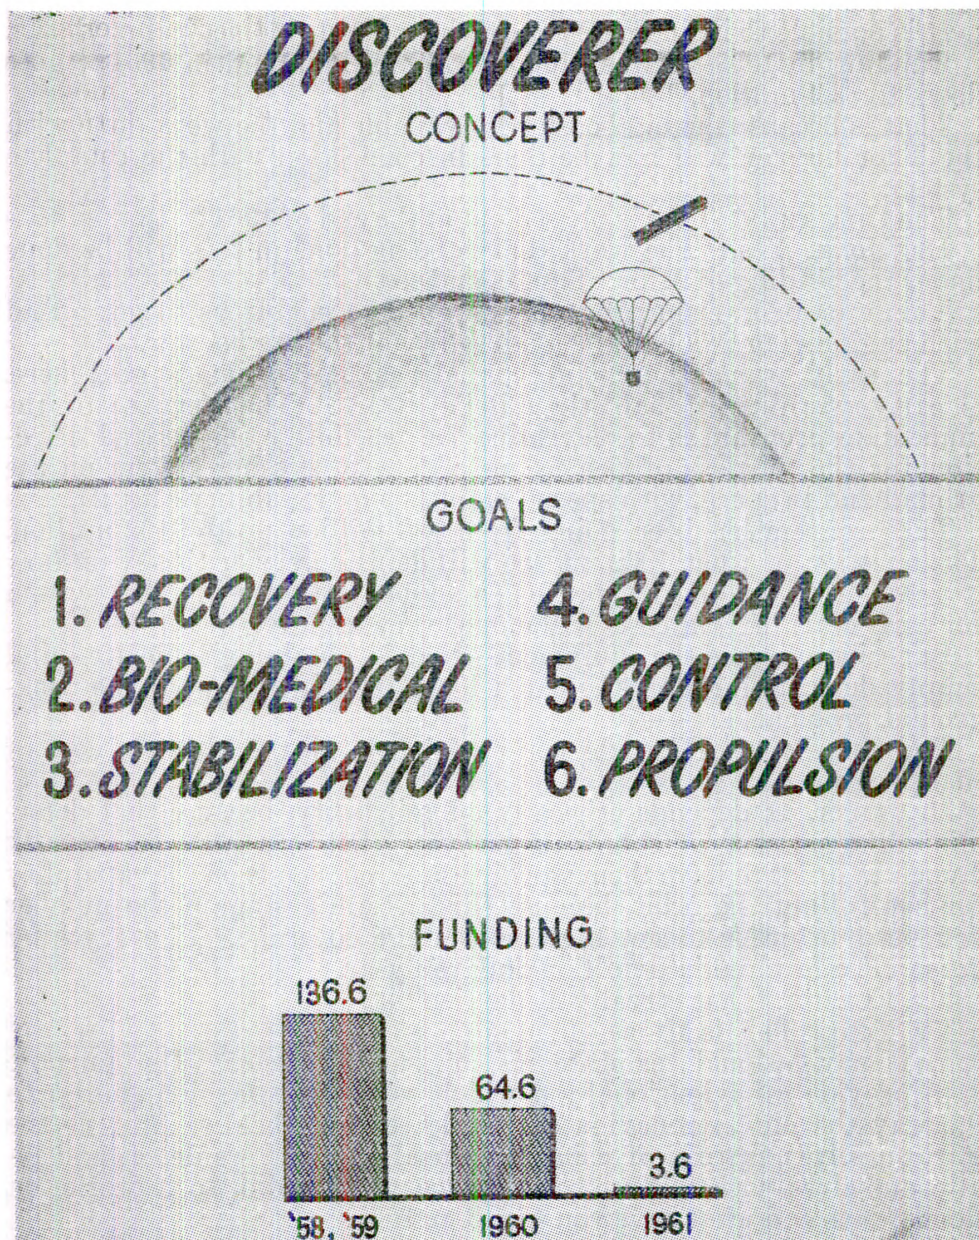 DISCOVERER
CONCEPT
GOALS
1. RECOVERY
2. BIO-MEDICAL
3. STABILIZATION
4. GUIDANCE
5. CONTROL
6. PROPULSION
FUNDING
136.6
64.6
3.6
'58, '59
1960
1961